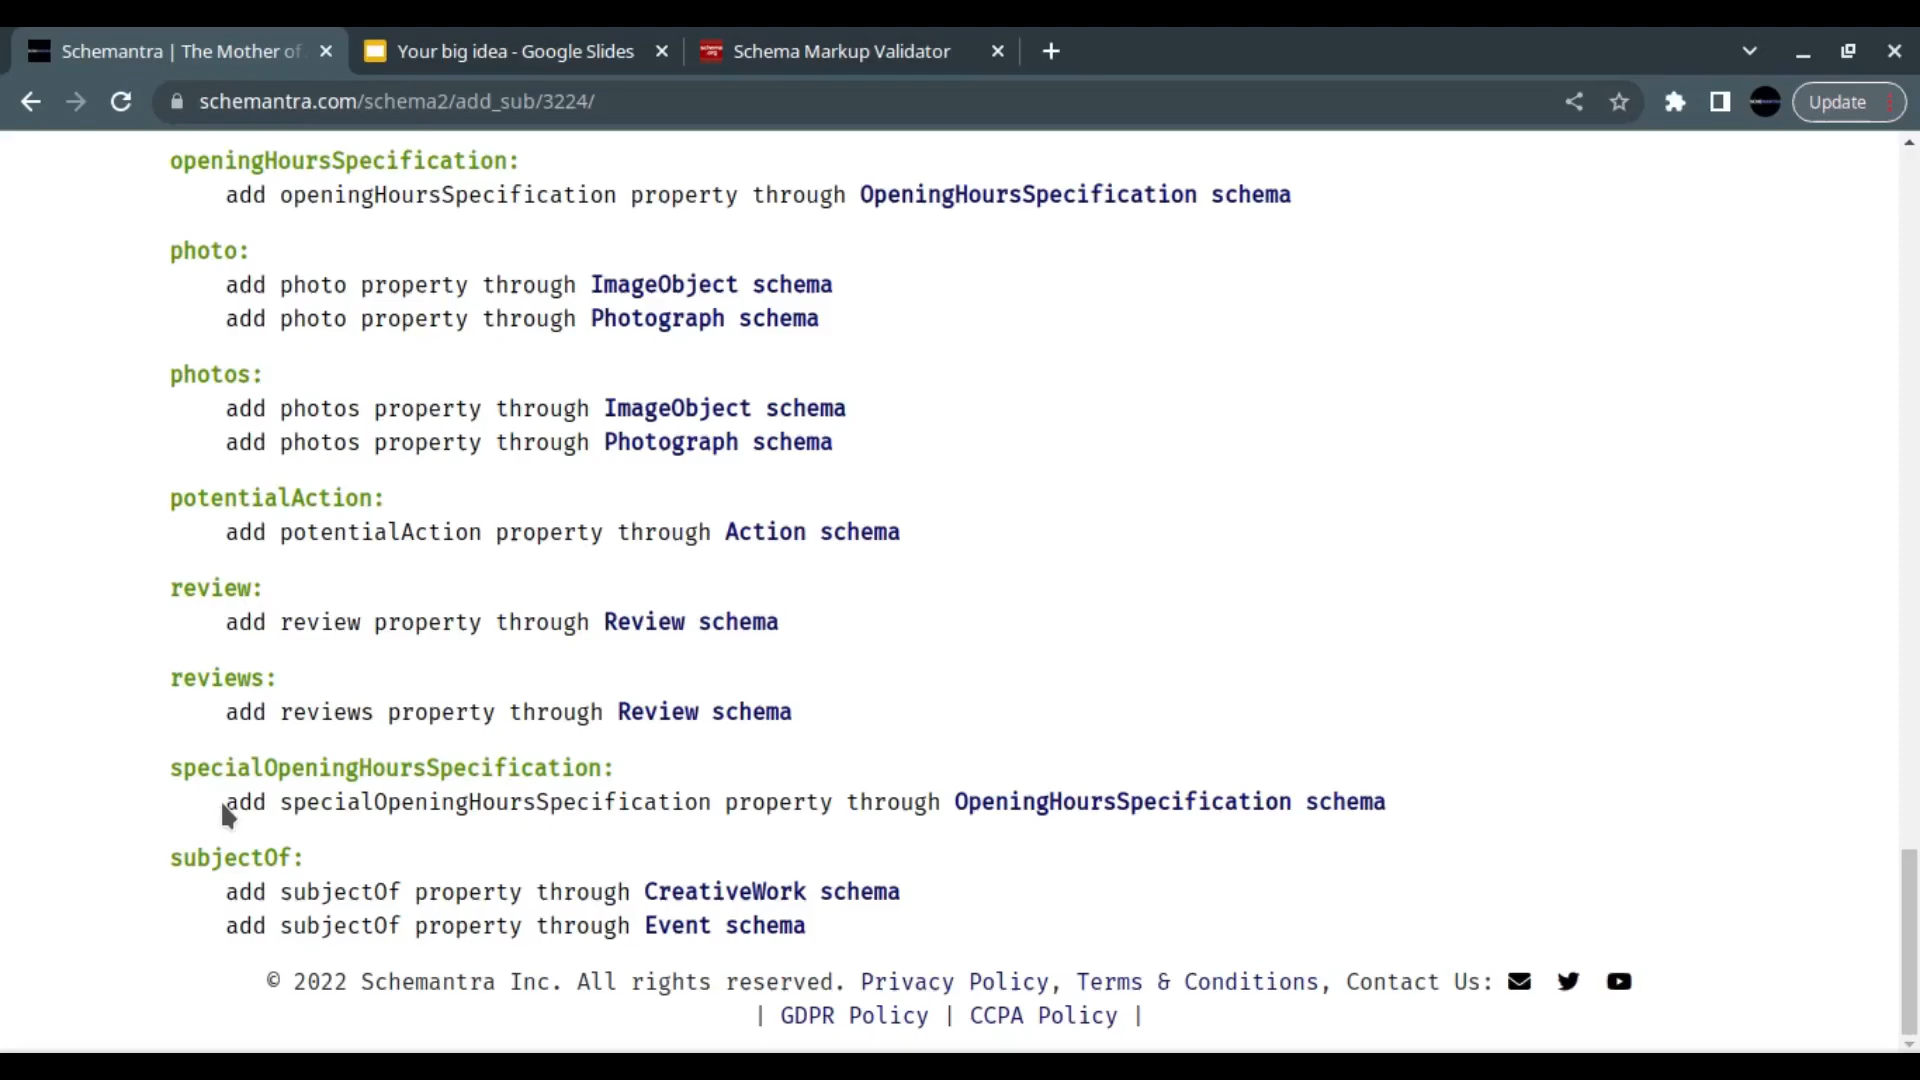 Schemantra | The Mother of
Your big idea - Google Slides
Schema Markup Validator
schemantra.com/schema2/add_sub/3224/
Update
openingHoursSpecification:
add openingHoursSpecification property through OpeningHoursSpecification schema
photo:
add photo property through ImageObject schema
add photo property through Photograph schema
photos:
add photos property through ImageObject schema
add photos property through Photograph schema
potentialAction:
add potentialAction property through Action schema
review:
add review property through Review schema
reviews:
add reviews property through Review schema
specialOpeningHoursSpecification:
add specialOpeningHoursSpecification property through OpeningHoursSpecification schema
subjectOf:
add subjectOf property through CreativeWork schema
add subjectOf property through Event schema
© 2022 Schemantra Inc. All rights reserved. Privacy Policy, Terms & Conditions, Contact Us:
| GDPR Policy | CCPA Policy |